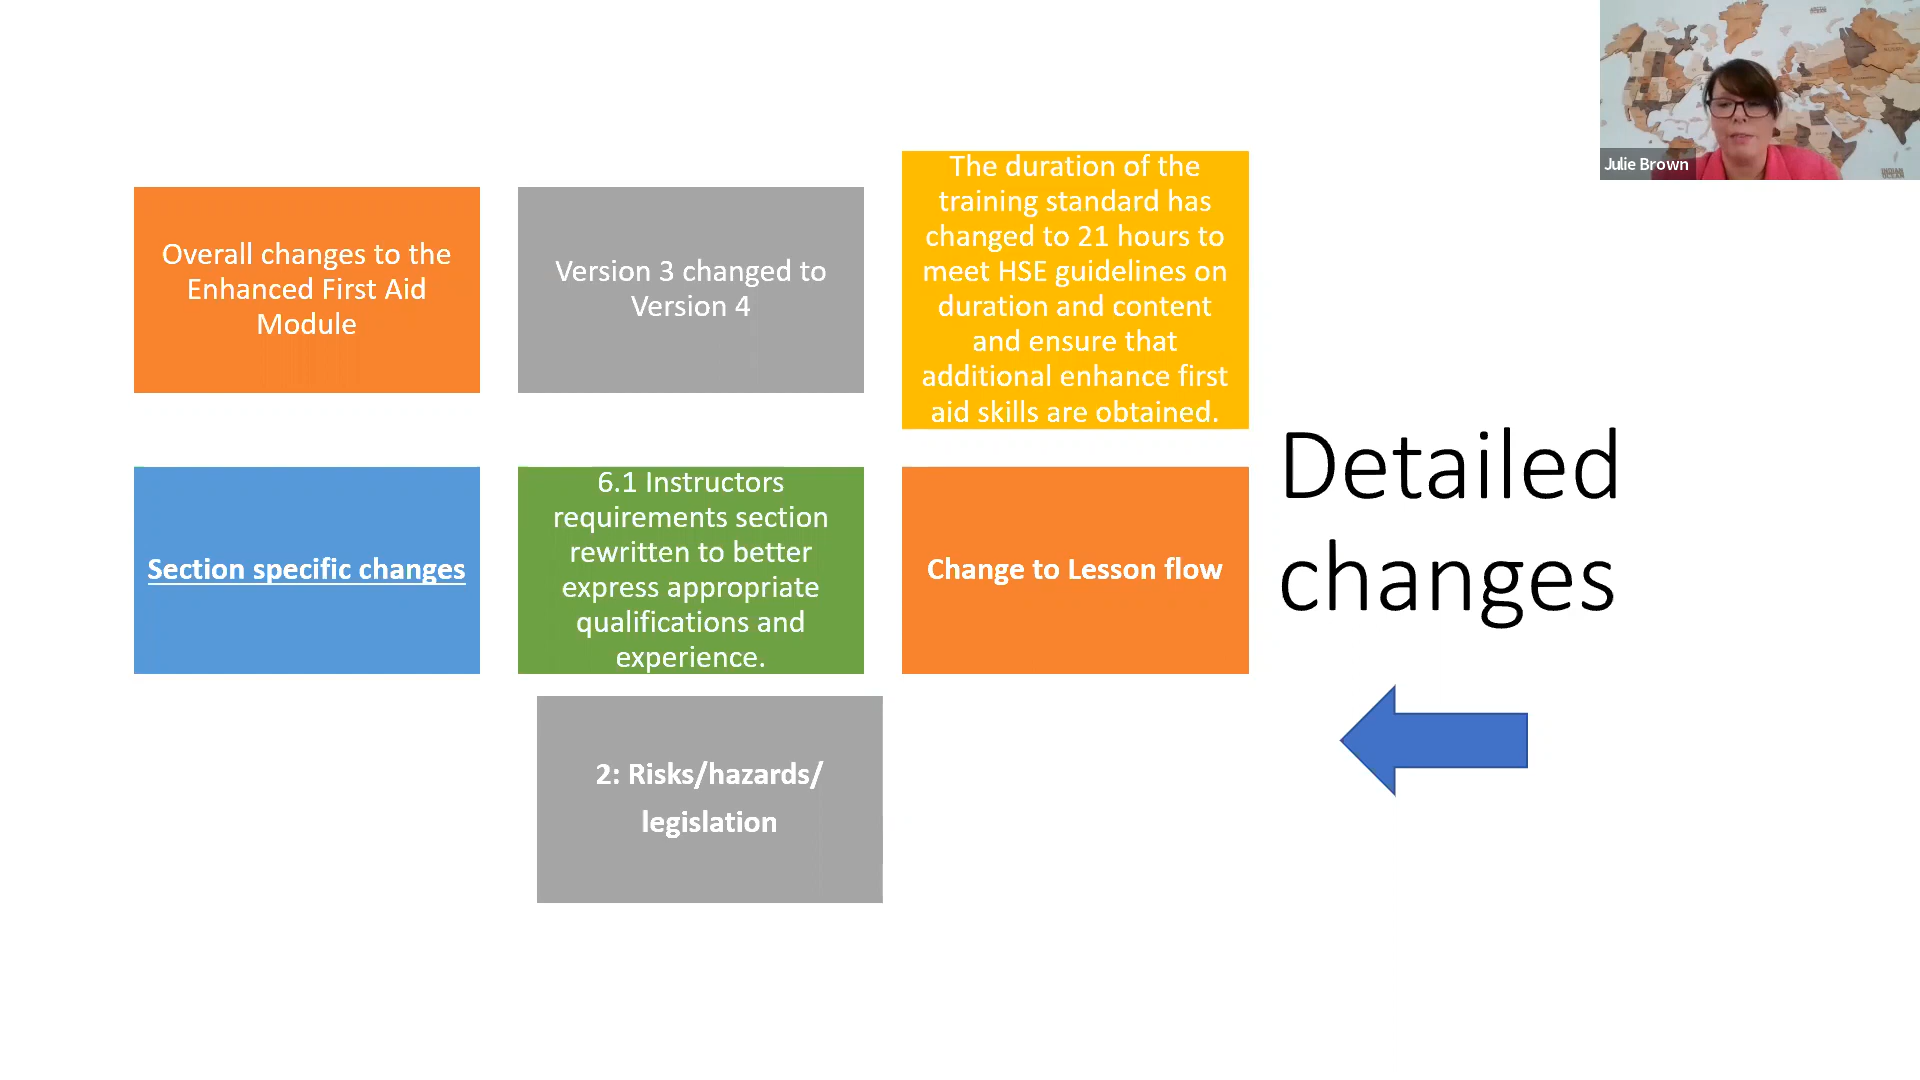 Overall changes to the
Enhanced First Aid
Module
Version 3 changed to
Version 4
The duration of the
training standard has
changed to 21 hours to
meet HSE guidelines on
duration and content
and ensure that
additional enhance first
aid skills are obtained.
Section specific changes
6.1 Instructors
requirements section
rewritten to better
express appropriate
qualifications and
experience.
Change to Lesson flow
2: Risks/hazards/
legislation
Detailed
changes
Julie Brown
INDIAN
OCEAN